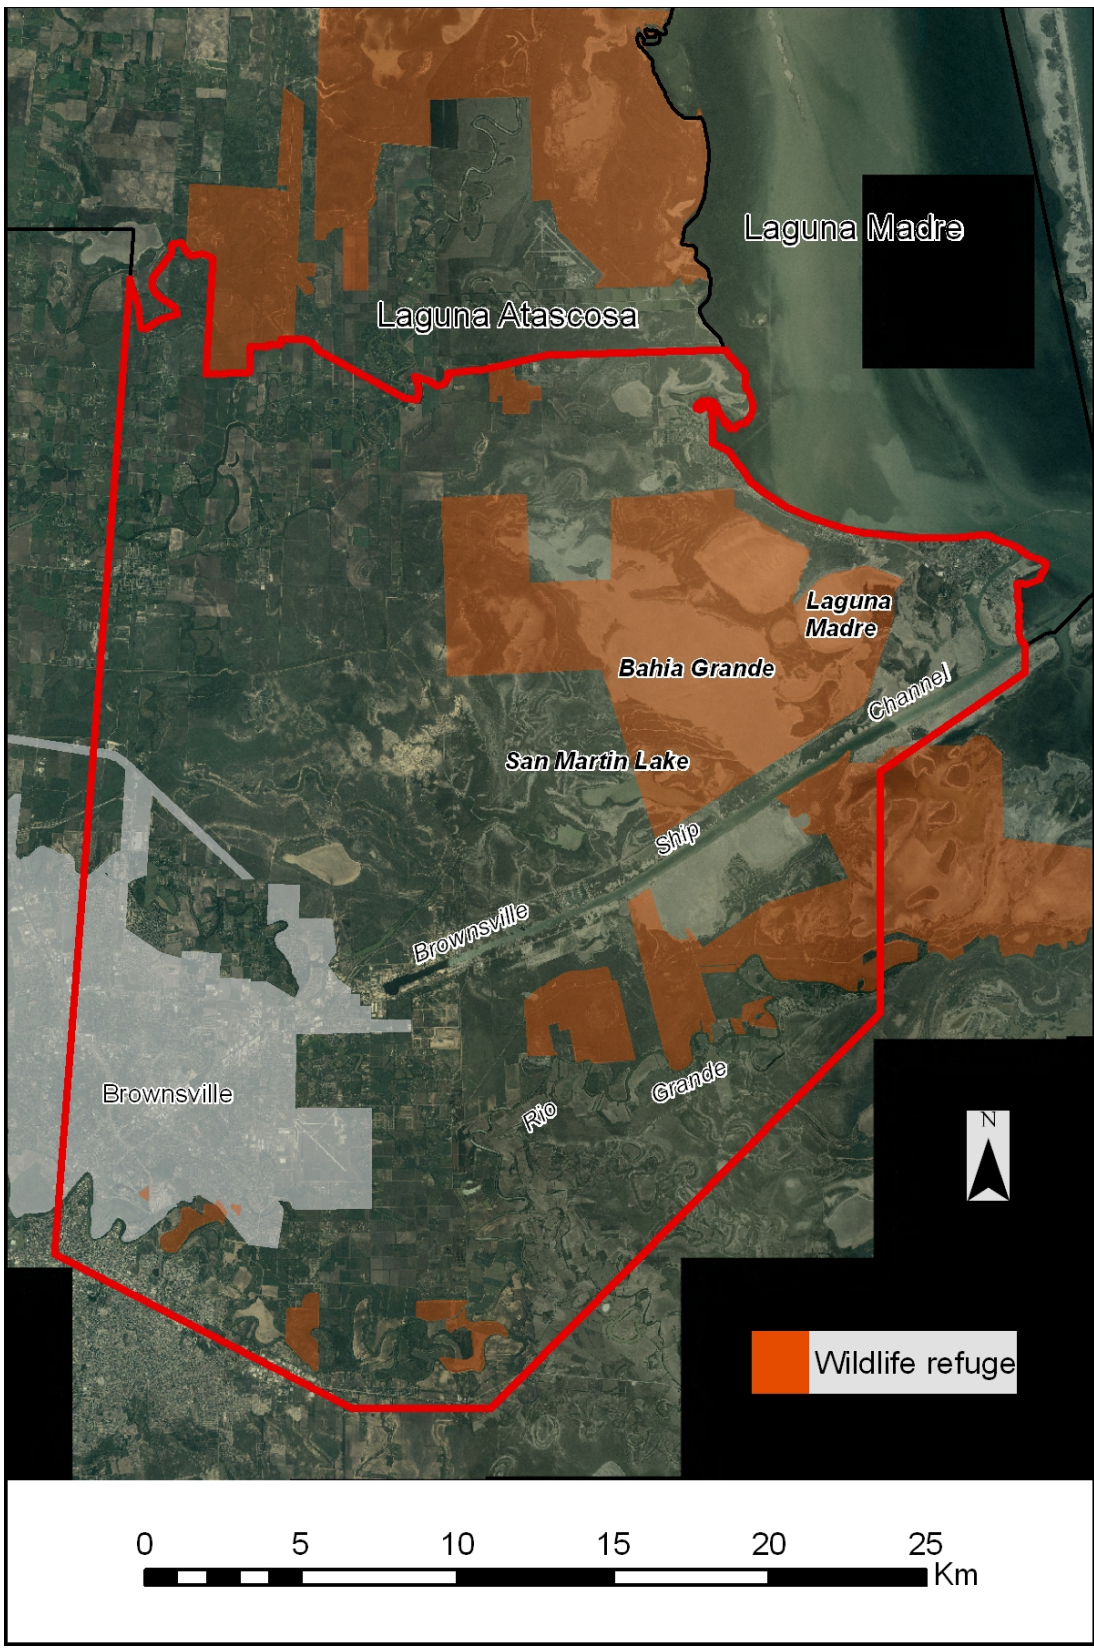 Laguna Madre
Laguna Atascosa
Laguna
Madre
Bahia Grande
Channel
San Martin Lake
Ship
Brownsville
Grande
Rio
Brownsville
N
Wildlife refuge
0 5 10 15 20 25
Km